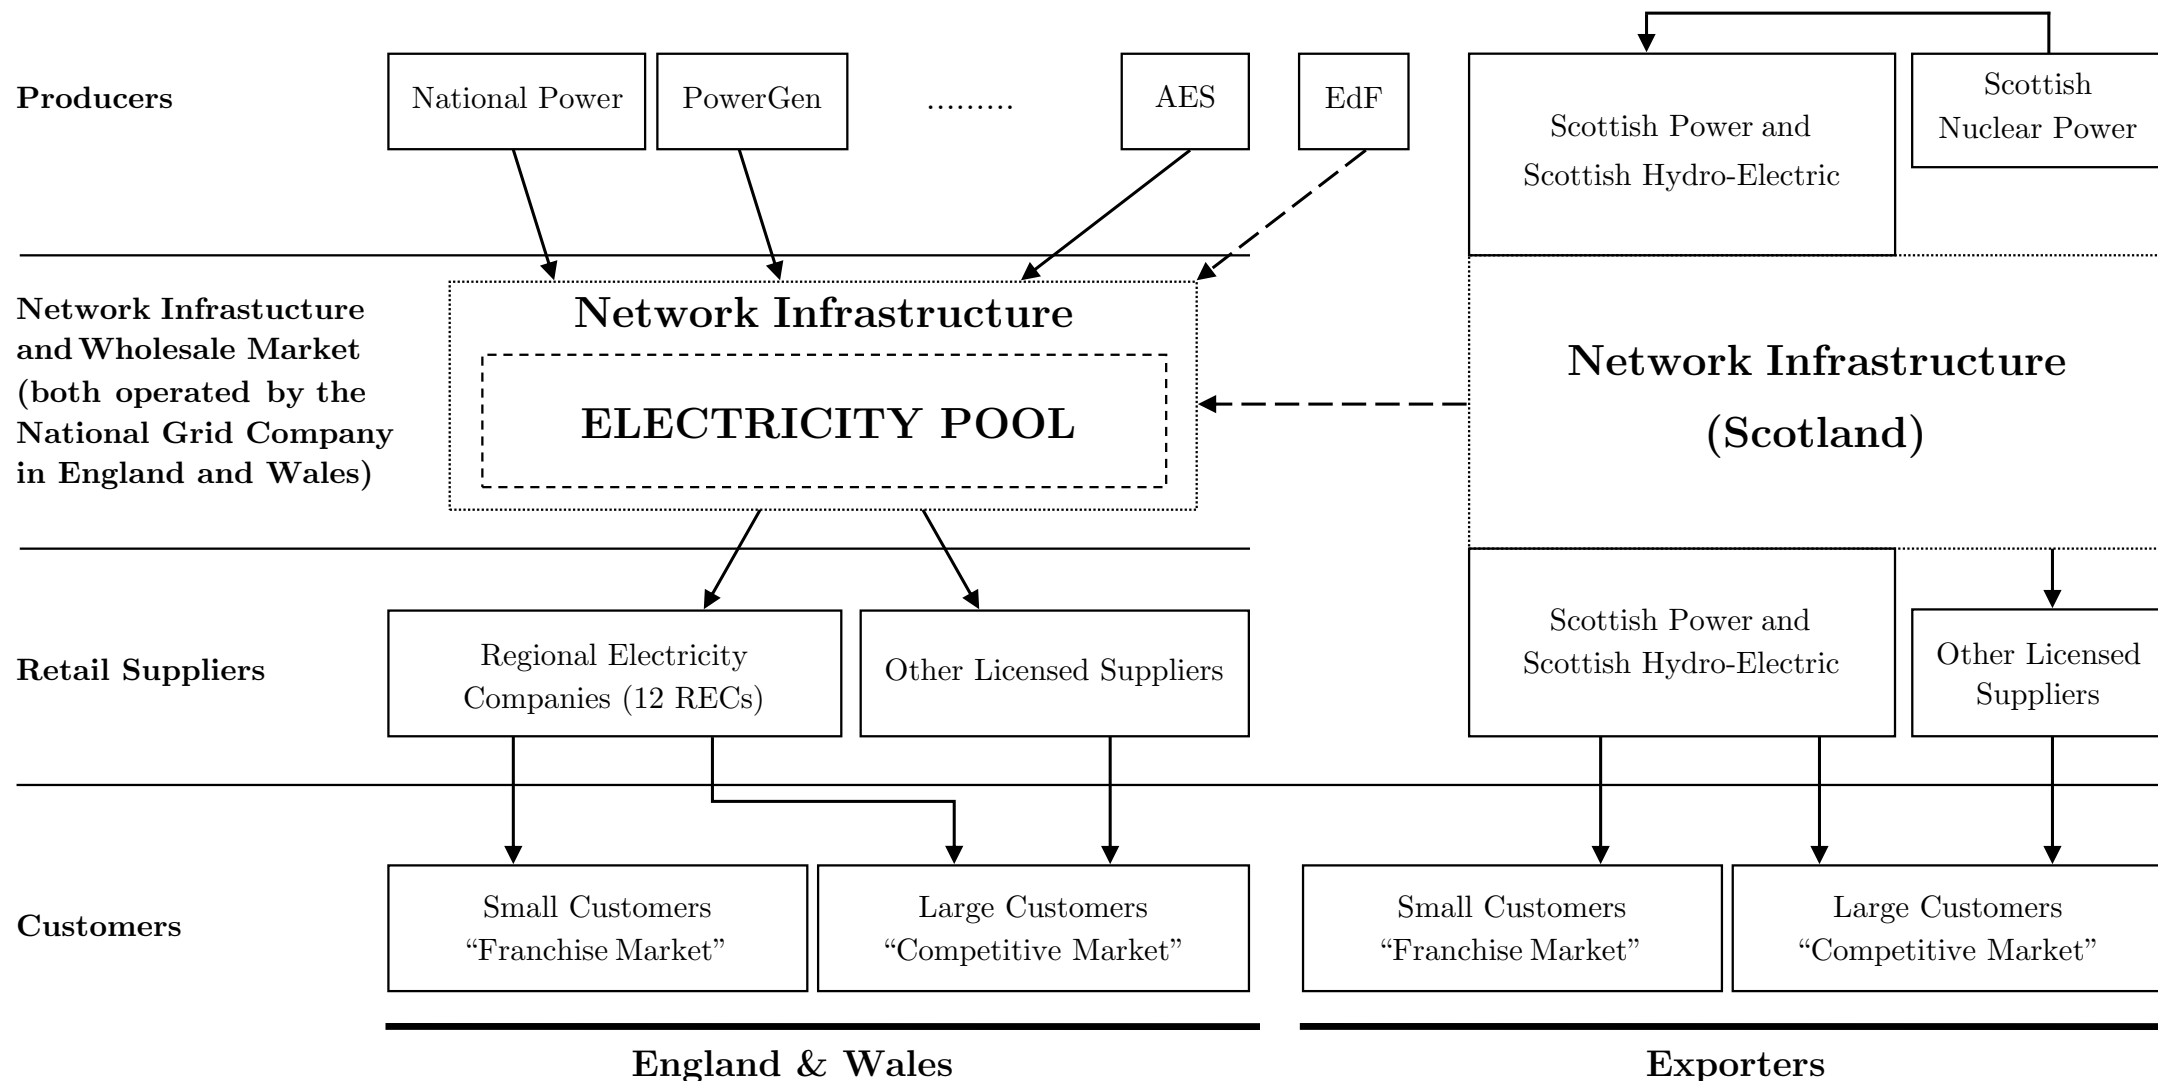 Producers
National Power
PowerGen
.........
AES
EdF
Scottish Power and
Scottish Hydro-Electric
Scottish
Nuclear Power
Network Infrastucture
and Wholesale Market
(both operated by the
National Grid Company
in England and Wales)
Network Infrastructure
ELECTRICITY POOL
Network Infrastructure
(Scotland)
Retail Suppliers
Regional Electricity
Companies (12 RECs)
Other Licensed Suppliers
Scottish Power and
Scottish Hydro-Electric
Other Licensed
Suppliers
Customers
Small Customers
“Franchise Market”
Large Customers
“Competitive Market”
Small Customers
“Franchise Market”
Large Customers
“Competitive Market”
England & Wales
Exporters